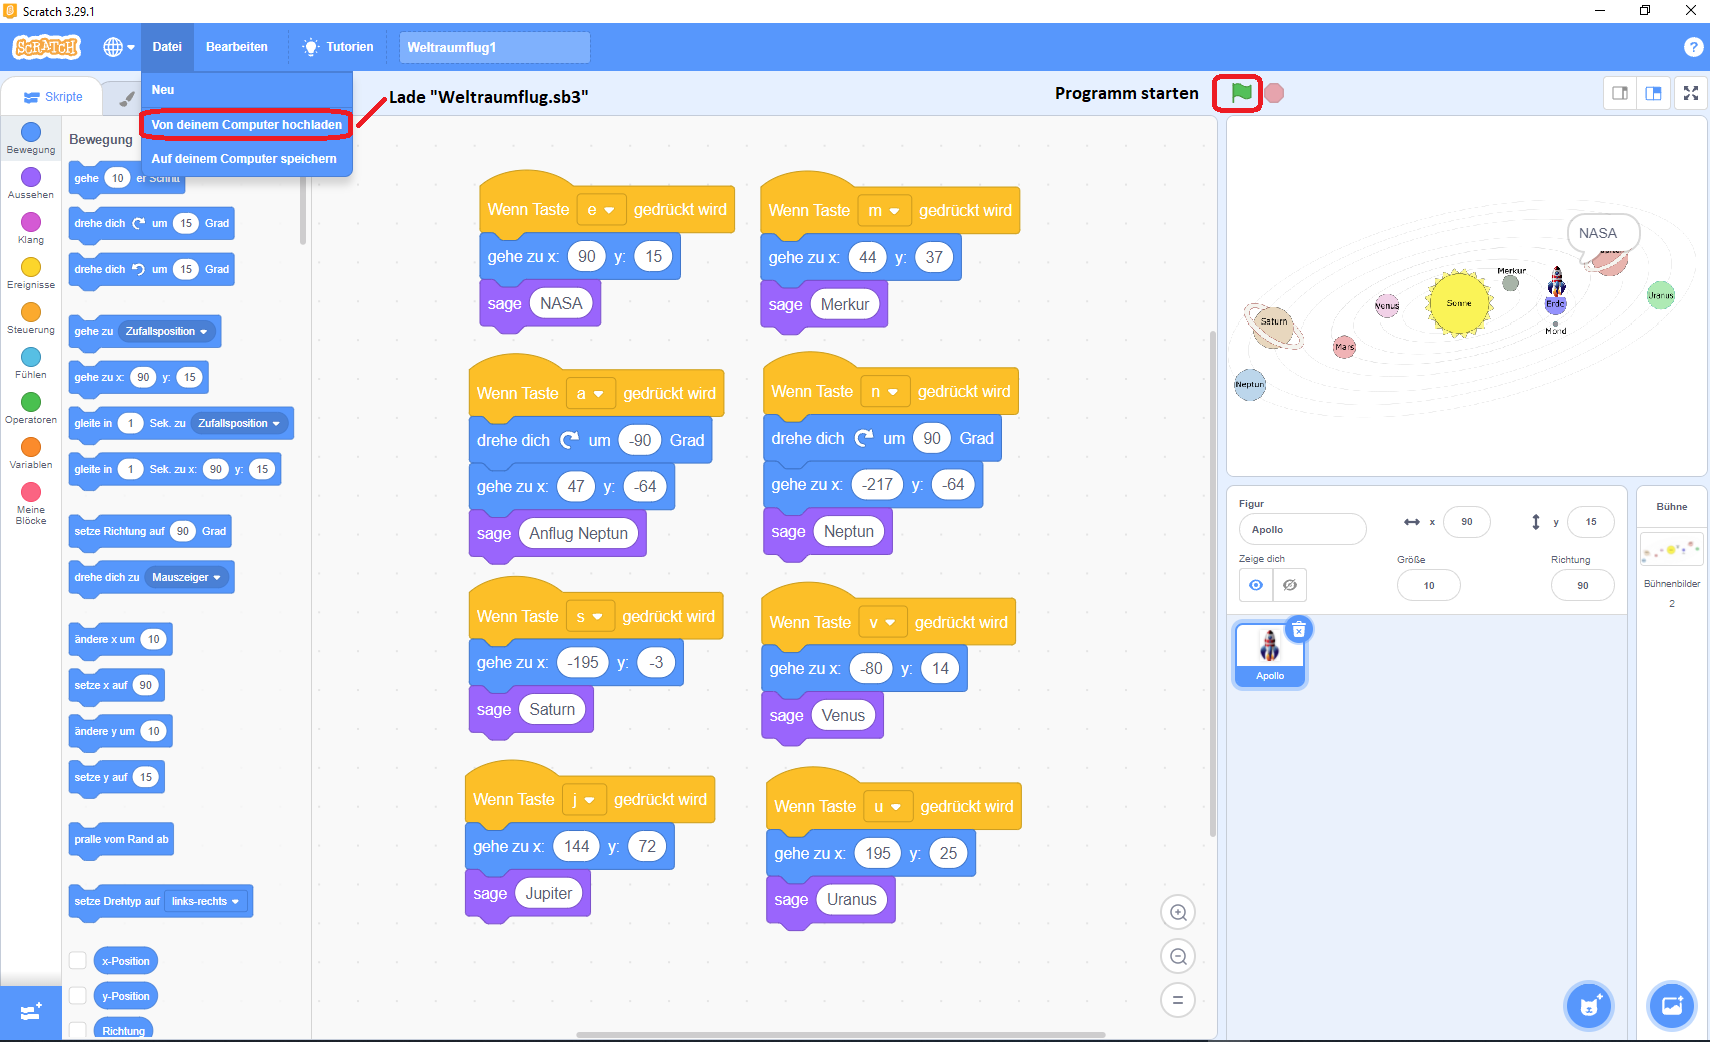 Scratch 3.29.1
SCRATCH
Datei
Bearbeiten
Tutorien
Weltraumflug1
?
Neu
Von deinem Computer hochladen
Auf deinem Computer speichern
Lade "Weltraumflug.sb3"
Programm starten
Skripte
Bewegung
Aussehen
Klang
Ereignisse
Steuerung
Fühlen
Operatoren
Variablen
Meine
Blöcke
Bewegung
gehe 10 er Schritt
drehe dich um 15 Grad
drehe dich um 15 Grad
gehe zu Zufallsposition
gehe zu x: 90 y: 15
gleite in 1 Sek. zu Zufallsposition
gleite in 1 Sek. zu x: 90 y: 15
setze Richtung auf 90 Grad
drehe dich zu Mauszeiger
ändere x um 10
setze x auf 90
ändere y um 10
setze y auf 15
pralle vom Rand ab
setze Drehtyp auf links-rechts
x-Position
y-Position
Richtung
Wenn Taste e gedrückt wird
gehe zu x: 90 y: 15
sage NASA
Wenn Taste m gedrückt wird
gehe zu x: 44 y: 37
sage Merkur
Wenn Taste a gedrückt wird
drehe dich um -90 Grad
gehe zu x: 47 y: -64
sage Anflug Neptun
Wenn Taste n gedrückt wird
drehe dich um 90 Grad
gehe zu x: -217 y: -64
sage Neptun
Wenn Taste s gedrückt wird
gehe zu x: -195 y: -3
sage Saturn
Wenn Taste v gedrückt wird
gehe zu x: -80 y: 14
sage Venus
Wenn Taste j gedrückt wird
gehe zu x: 144 y: 72
sage Jupiter
Wenn Taste u gedrückt wird
gehe zu x: 195 y: 25
sage Uranus
NASA
Merkur
Uranus
Venus
Sonne
Erde
Saturn
Mond
Mars
Neptun
Figur
Apollo
x 90
y 15
Zeige dich
Größe
10
Richtung
90
Apollo
Bühne
Bühnenbilder
2